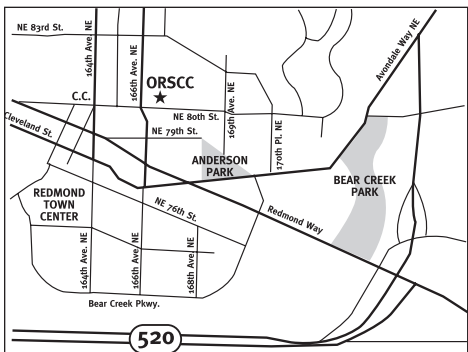 NE 83rd St.
164th Ave. NE
166th Ave. NE
Avondale Way NE
ORSCC
C.C.
NE 80th St.
169th Ave. NE
Cleveland St.
NE 79th St.
170th Pl. NE
ANDERSON
PARK
BEAR CREEK
PARK
REDMOND
TOWN
CENTER
NE 76th St.
Redmond Way
164th Ave. NE
166th Ave. NE
168th Ave. NE
Bear Creek Pkwy.
520